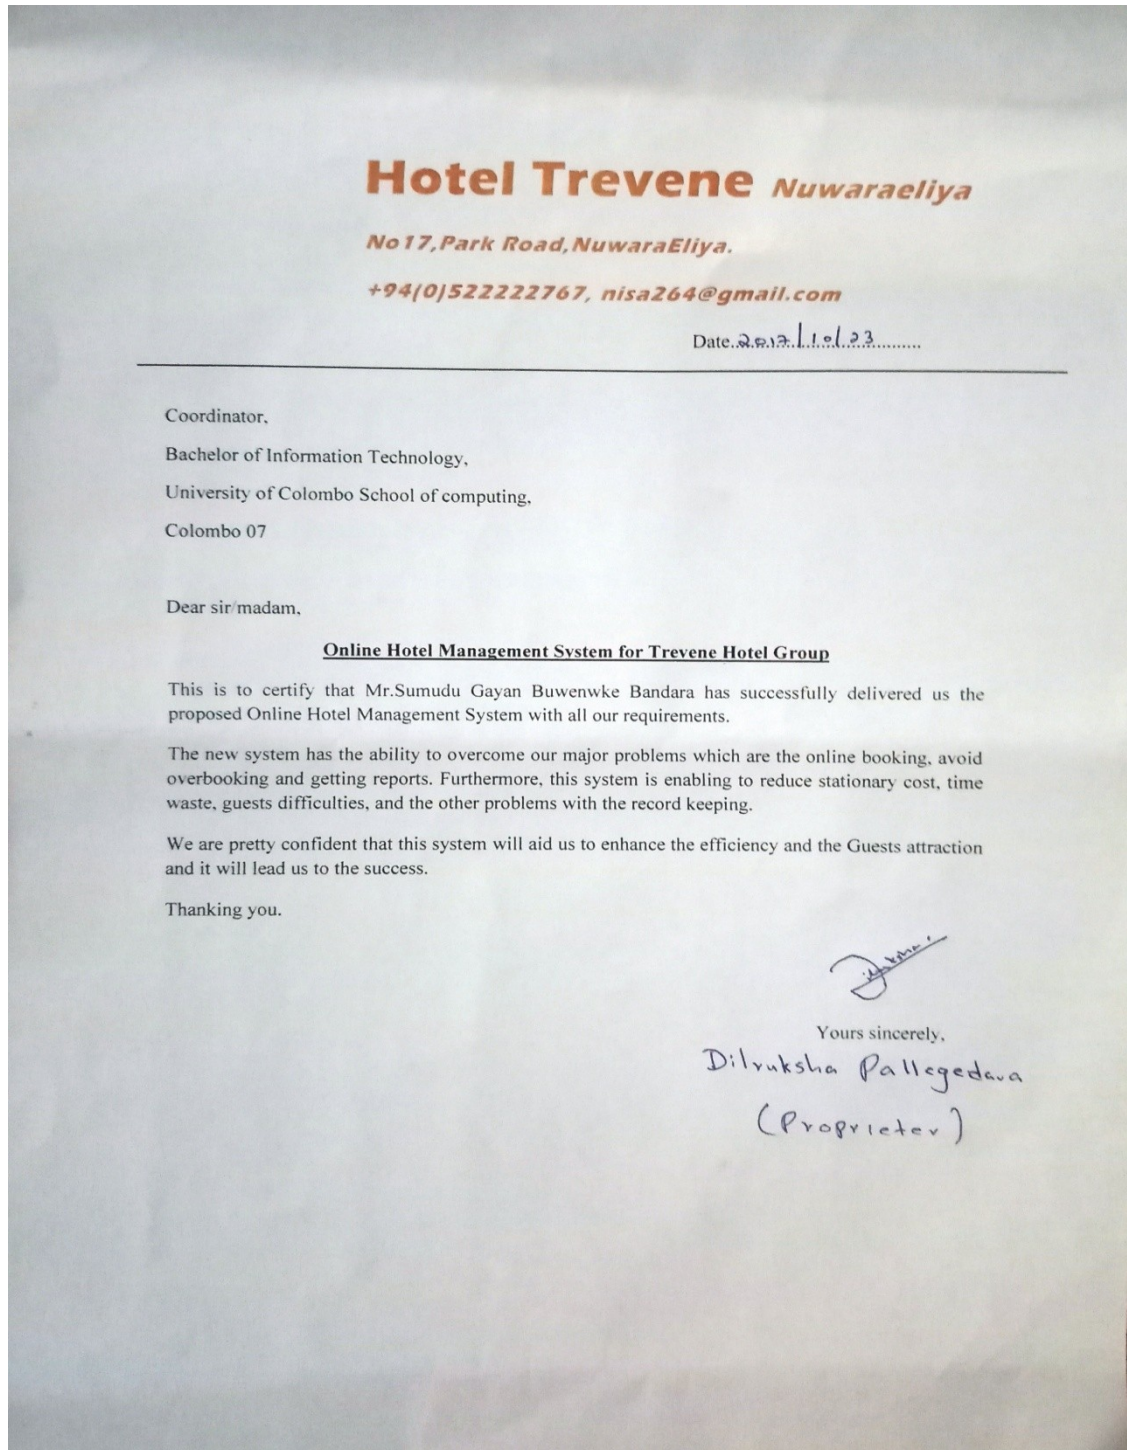 Hotel Trevene Nuwaraeliya
No17,Park Road,NuwaraEliya.
+94(0)522222767, nisa264@gmail.com
Date..2017/10/23..........
Coordinator,
Bachelor of Information Technology,
University of Colombo School of computing,
Colombo 07
Dear sir/madam,
Online Hotel Management System for Trevene Hotel Group
This is to certify that Mr.Sumudu Gayan Buwenwke Bandara has successfully delivered us the
proposed Online Hotel Management System with all our requirements.
The new system has the ability to overcome our major problems which are the online booking, avoid
overbooking and getting reports. Furthermore, this system is enabling to reduce stationary cost, time
waste, guests difficulties, and the other problems with the record keeping.
We are pretty confident that this system will aid us to enhance the efficiency and the Guests attraction
and it will lead us to the success.
Thanking you.
Yours sincerely,
Dilruksha Pallegedara
(Proprieter)